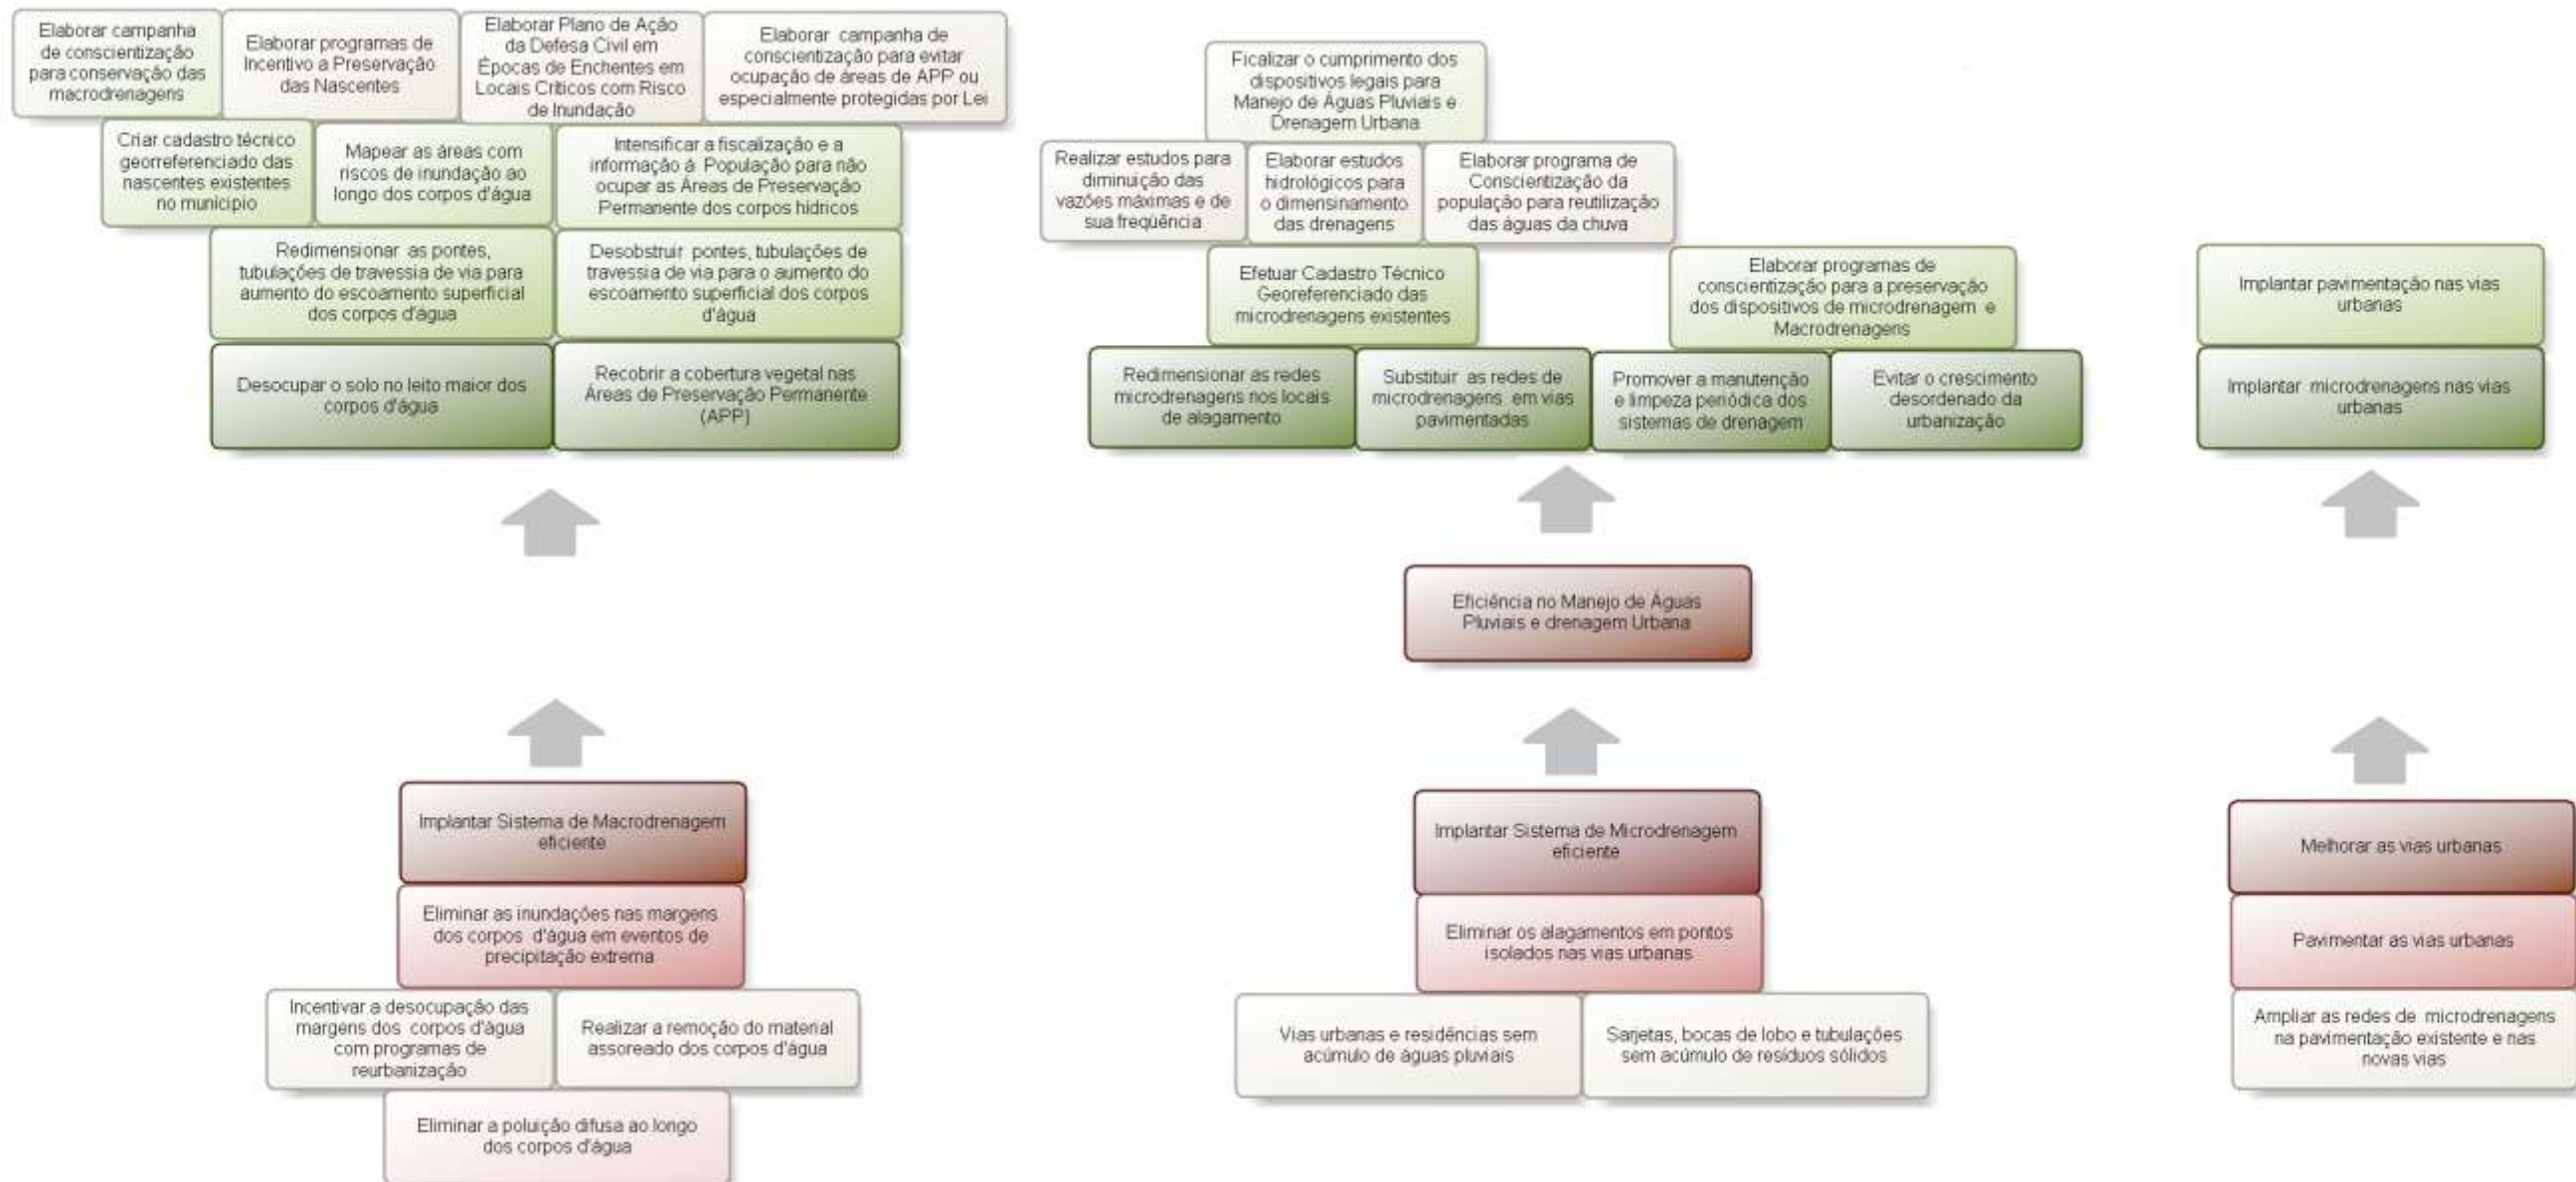 Elaborar campanha
de conscientização
para conservação das
macrodrenagens
Elaborar programas de
Incentivo a Preservação
das Nascentes
Elaborar Plano de Ação
da Defesa Civil em
Épocas de Enchentes em
Locais Críticos com Risco
de Inundação
Elaborar campanha de
conscientização para evitar
ocupação de áreas de APP ou
especialmente protegidas por Lei
Criar cadastro técnico
georreferenciado das
nascentes existentes
no município
Mapear as áreas com
riscos de inundação ao
longo dos corpos d'água
Intensificar a fiscalização e a
informação á População para não
ocupar as Áreas de Preservação
Permanente dos corpos hídricos
Redimensionar as pontes,
tubulações de travessia de via para
aumento do escoamento superficial
dos corpos d'água
Desobstruir pontes, tubulações de
travessia de via para o aumento do
escoamento superficial dos corpos
d'água
Desocupar o solo no leito maior dos
corpos d'água
Recobrir a cobertura vegetal nas
Áreas de Preservação Permanente
(APP)
Ficalizar o cumprimento dos
dispositivos legais para
Manejo de Águas Pluviais e
Drenagem Urbana
Realizar estudos para
diminuição das
vazões máximas e de
sua freqüência
Elaborar estudos
hidrológicos para
o dimensinamento
das drenagens
Elaborar programa de
Conscientização da
população para reutilização
das águas da chuva
Efetuar Cadastro Técnico
Georeferenciado das
microdrenagens existentes
Elaborar programas de
conscientização para a preservação
dos dispositivos de microdrenagem e
Macrodrenagens
Redimensionar as redes
microdrenagens nos locais
de alagamento
Substituir as redes de
microdrenagens em vias
pavimentadas
Promover a manutenção
e limpeza periódica dos
sistemas de drenagem
Evitar o crescimento
desordenado da
urbanização
Implantar pavimentação nas vias
urbanas
Implantar microdrenagens nas vias
urbanas
Eficiência no Manejo de Águas
Pluviais e drenagem Urbana
Implantar Sistema de Macrodrenagem
eficiente
Eliminar as inundações nas margens
dos corpos d'água em eventos de
precipitação extrema
Incentivar a desocupação das
margens dos corpos d'água
com programas de
reurbanização
Realizar a remoção do material
assoreado dos corpos d'água
Eliminar a poluição difusa ao longo
dos corpos d'água
Implantar Sistema de Microdrenagem
eficiente
Eliminar os alagamentos em pontos
isolados nas vias urbanas
Vias urbanas e residências sem
acúmulo de águas pluviais
Sarjetas, bocas de lobo e tubulações
sem acúmulo de resíduos sólidos
Melhorar as vias urbanas
Pavimentar as vias urbanas
Ampliar as redes de microdrenagens
na pavimentação existente e nas
novas vias